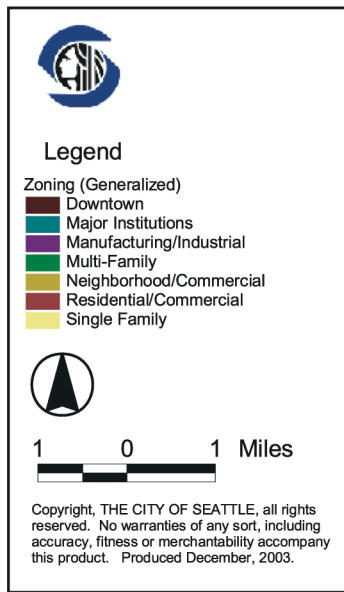 Legend
Zoning (Generalized)
Downtown
Major Institutions
Manufacturing/Industrial
Multi-Family
Neighborhood/Commercial
Residential/Commercial
Single Family
1 0 1 Miles
Copyright, THE CITY OF SEATTLE, all rights
reserved. No warranties of any sort, including
accuracy, fitness or merchantability accompany
this product. Produced December, 2003.